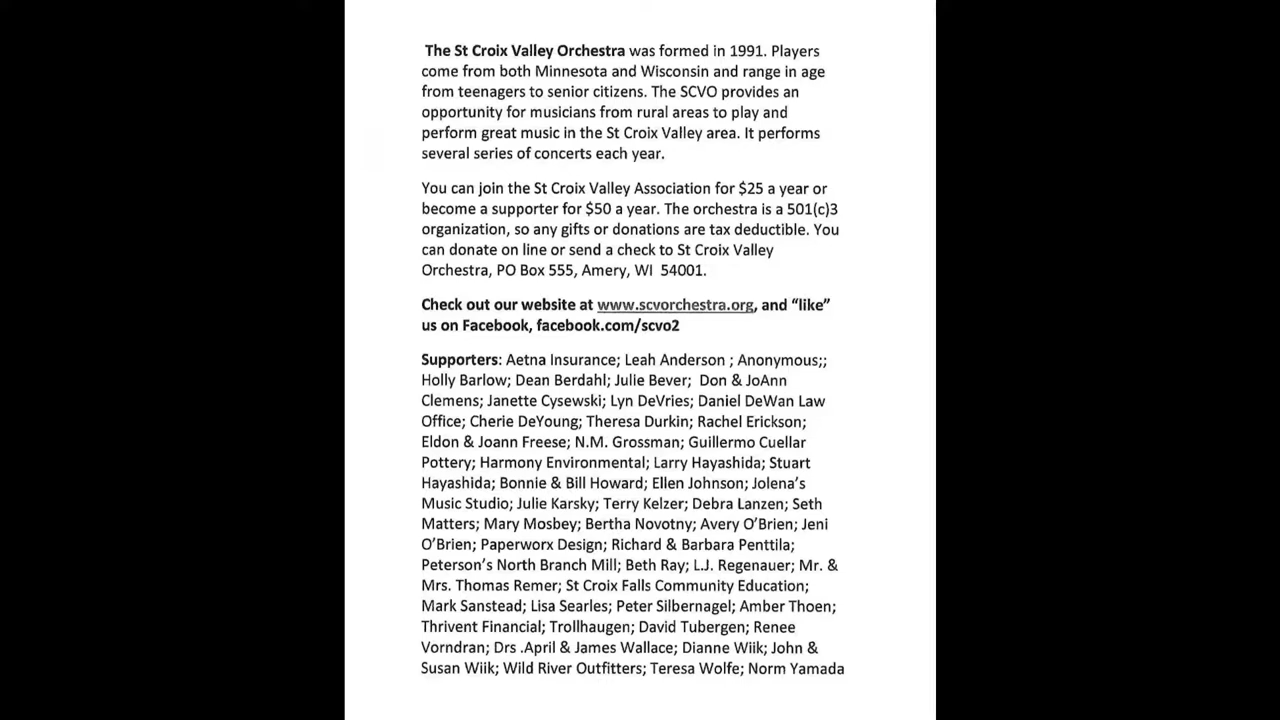 The St Croix Valley Orchestra was formed in 1991. Players
come from both Minnesota and Wisconsin and range in age
from teenagers to senior citizens. The SCVO provides an
opportunity for musicians from rural areas to play and
perform great music in the St Croix Valley area. It performs
several series of concerts each year.
You can join the St Croix Valley Association for $25 a year or
become a supporter for $50 a year. The orchestra is a 501(c)3
organization, so any gifts or donations are tax deductible. You
can donate on line or send a check to St Croix Valley
Orchestra, PO Box 555, Amery, WI  54001.
Check out our website at www.scvorchestra.org, and “like”
us on Facebook, facebook.com/scvo2
Supporters: Aetna Insurance; Leah Anderson ; Anonymous;;
Holly Barlow; Dean Berdahl; Julie Bever;  Don & JoAnn
Clemens; Janette Cysewski; Lyn DeVries; Daniel DeWan Law
Office; Cherie DeYoung; Theresa Durkin; Rachel Erickson;
Eldon & Joann Freese; N.M. Grossman; Guillermo Cuellar
Pottery; Harmony Environmental; Larry Hayashida; Stuart
Hayashida; Bonnie & Bill Howard; Ellen Johnson; Jolena’s
Music Studio; Julie Karsky; Terry Kelzer; Debra Lanzen; Seth
Matters; Mary Mosbey; Bertha Novotny; Avery O’Brien; Jeni
O’Brien; Paperworx Design; Richard & Barbara Penttila;
Peterson’s North Branch Mill; Beth Ray; L.J. Regenauer; Mr. &
Mrs. Thomas Remer; St Croix Falls Community Education;
Mark Sanstead; Lisa Searles; Peter Silbernagel; Amber Thoen;
Thrivent Financial; Trollhaugen; David Tubergen; Renee
Vorndran; Drs .April & James Wallace; Dianne Wiik; John &
Susan Wiik; Wild River Outfitters; Teresa Wolfe; Norm Yamada